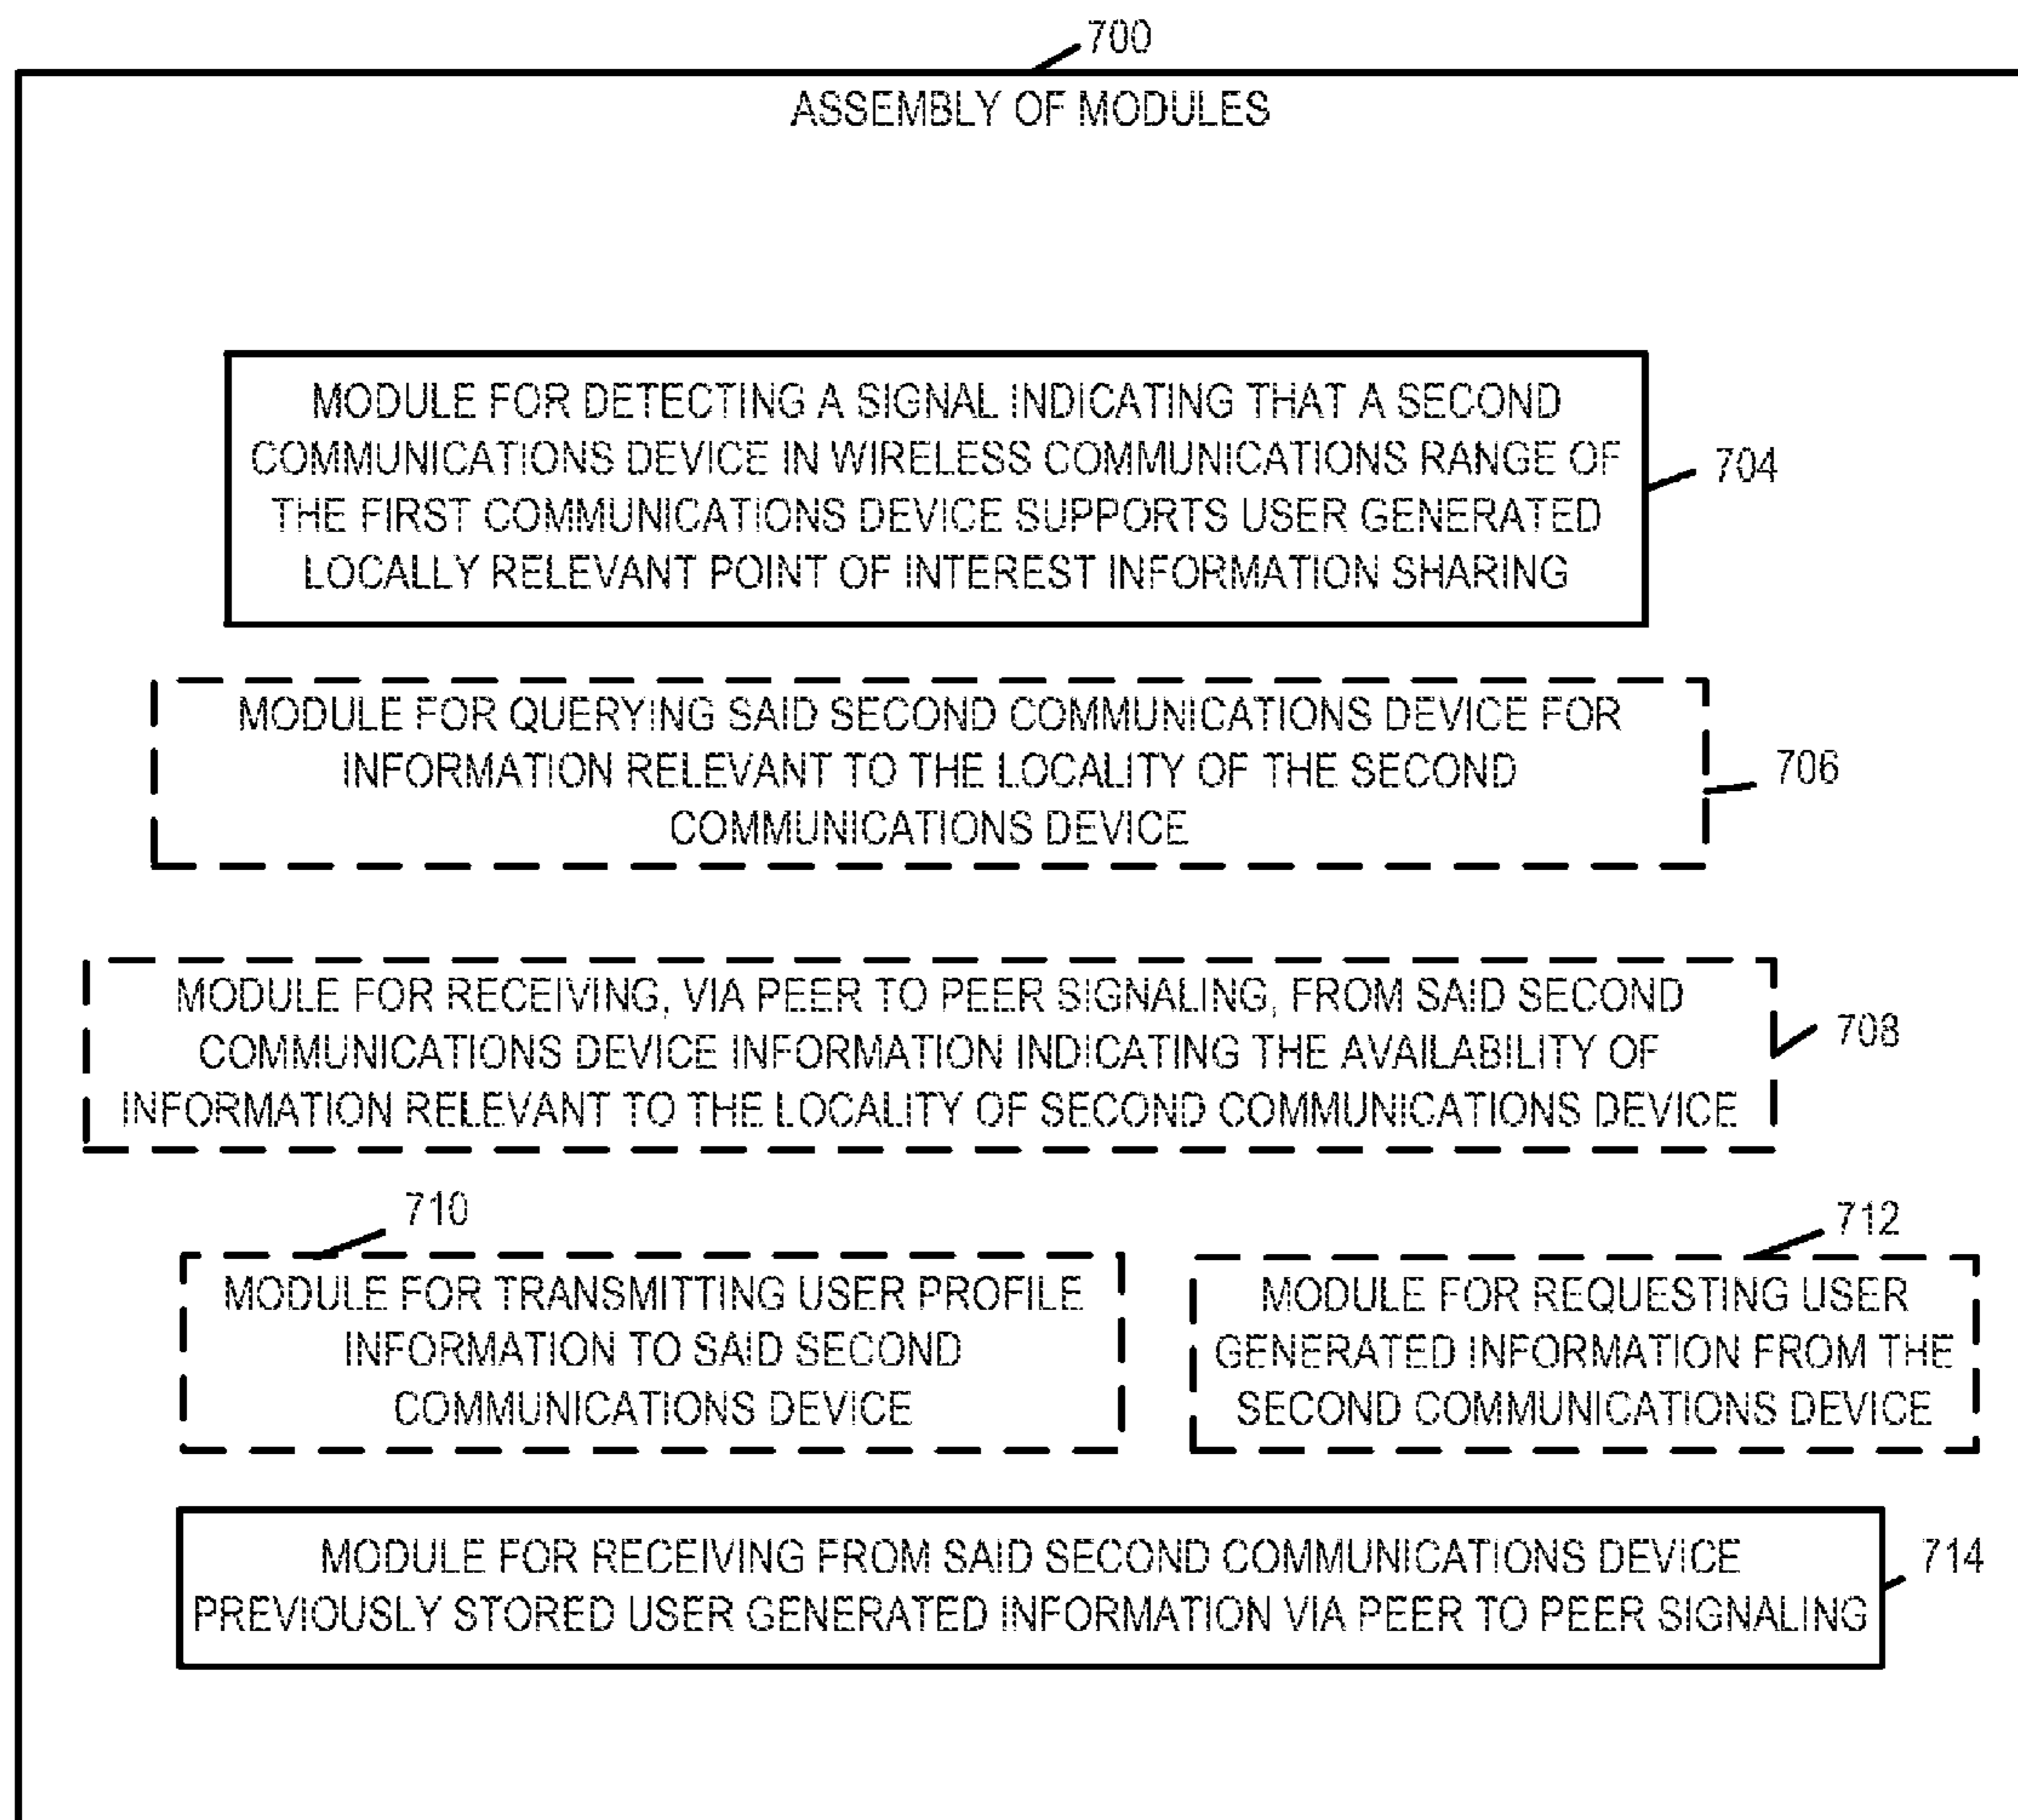 700
ASSEMBLY OF MODULES
MODULE FOR DETECTING A SIGNAL INDICATING THAT A SECOND
COMMUNICATIONS DEVICE IN WIRELESS COMMUNICATIONS RANGE OF
THE FIRST COMMUNICATIONS DEVICE SUPPORTS USER GENERATED
LOCALLY RELEVANT POINT OF INTEREST INFORMATION SHARING
704
MODULE FOR QUERYING SAID SECOND COMMUNICATIONS DEVICE FOR
INFORMATION RELEVANT TO THE LOCALITY OF THE SECOND
COMMUNICATIONS DEVICE
706
MODULE FOR RECEIVING, VIA PEER TO PEER SIGNALING, FROM SAID SECOND
COMMUNICATIONS DEVICE INFORMATION INDICATING THE AVAILABILITY OF
INFORMATION RELEVANT TO THE LOCALITY OF SECOND COMMUNICATIONS DEVICE
708
710
MODULE FOR TRANSMITTING USER PROFILE
INFORMATION TO SAID SECOND
COMMUNICATIONS DEVICE
712
MODULE FOR REQUESTING USER
GENERATED INFORMATION FROM THE
SECOND COMMUNICATIONS DEVICE
MODULE FOR RECEIVING FROM SAID SECOND COMMUNICATIONS DEVICE
PREVIOUSLY STORED USER GENERATED INFORMATION VIA PEER TO PEER SIGNALING
714